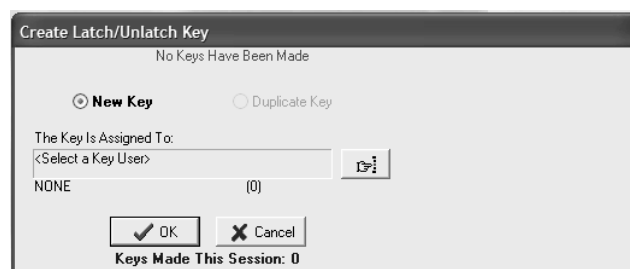 Create Latch/Unlatch Key
No Keys Have Been Made
New Key Duplicate Key
The Key Is Assigned To:
<Select a Key User>
NONE (0)
OK Cancel
Keys Made This Session: 0